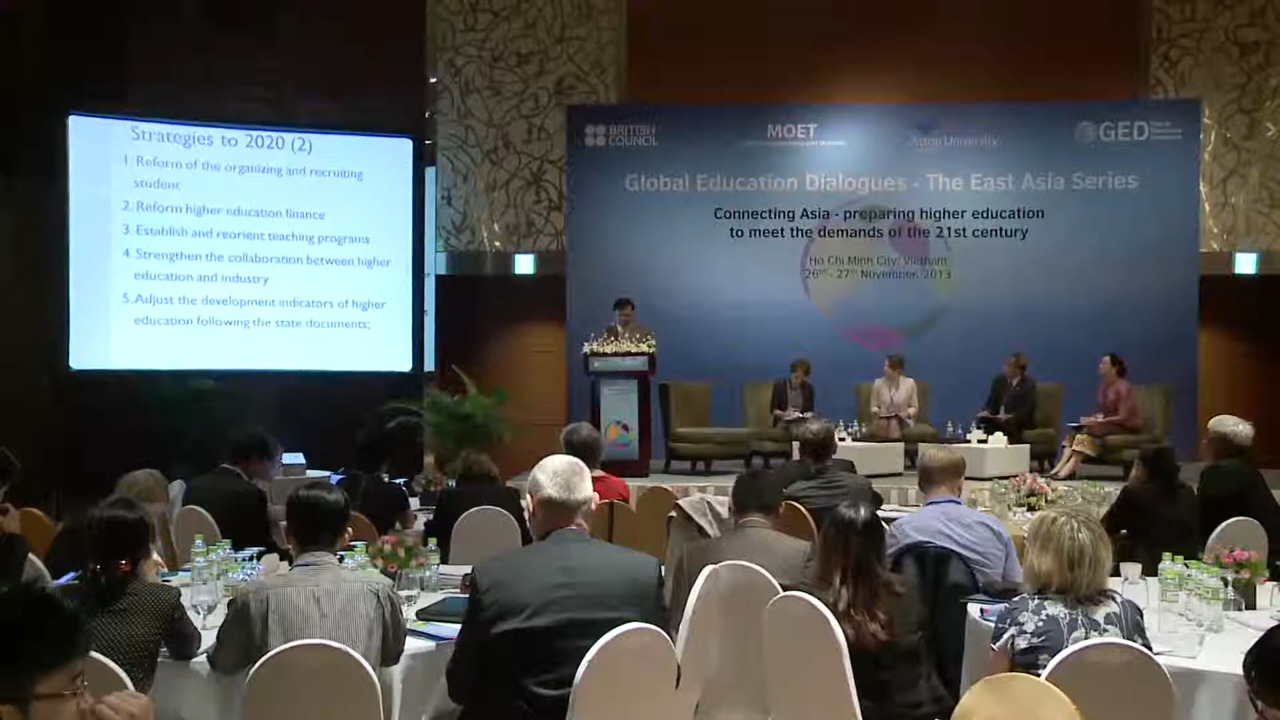 Strategies to 2020 (2)
1. Reform of the organizing and recruiting
student
2. Reform higher education finance
3. Establish and reorient teaching programs
4. Strengthen the collaboration between higher
education and industry
5. Adjust the development indicators of higher
education following the state documents;
BRITISH
COUNCIL
MOET
Aston University
GED
Global Education Dialogues - The East Asia Series
Connecting Asia - preparing higher education
to meet the demands of the 21st century
Ho Chi Minh City, Vietnam
26th - 27th November, 2013